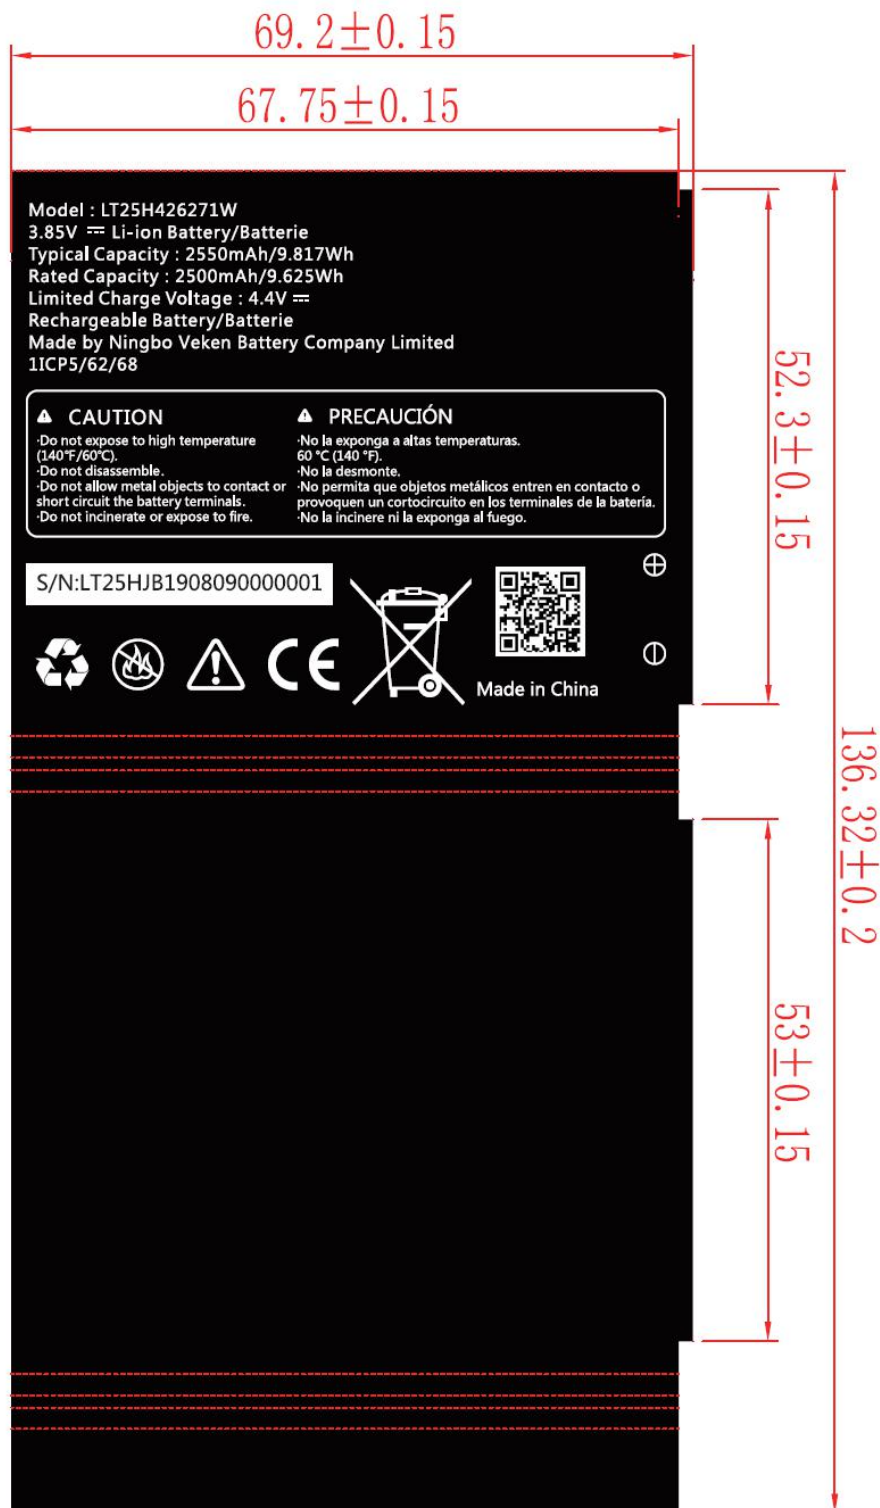 69.2±0.15
67.75±0.15
Model : LT25H426271W
3.85V ⎓ Li-ion Battery/Batterie
Typical Capacity : 2550mAh/9.817Wh
Rated Capacity : 2500mAh/9.625Wh
Limited Charge Voltage : 4.4V ⎓
Rechargeable Battery/Batterie
Made by Ningbo Veken Battery Company Limited
1ICP5/62/68
CAUTION
·Do not expose to high temperature
(140°F/60°C).
·Do not disassemble.
·Do not allow metal objects to contact or
short circuit the battery terminals.
·Do not incinerate or expose to fire.
PRECAUCIÓN
·No la exponga a altas temperaturas.
60 °C (140 °F).
·No la desmonte.
·No permita que objetos metálicos entren en contacto o
provoquen un cortocircuito en los terminales de la batería.
·No la incinere ni la exponga al fuego.
S/N:LT25HJB1908090000001
CE
Made in China
52.3±0.15
136.32±0.2
53±0.15